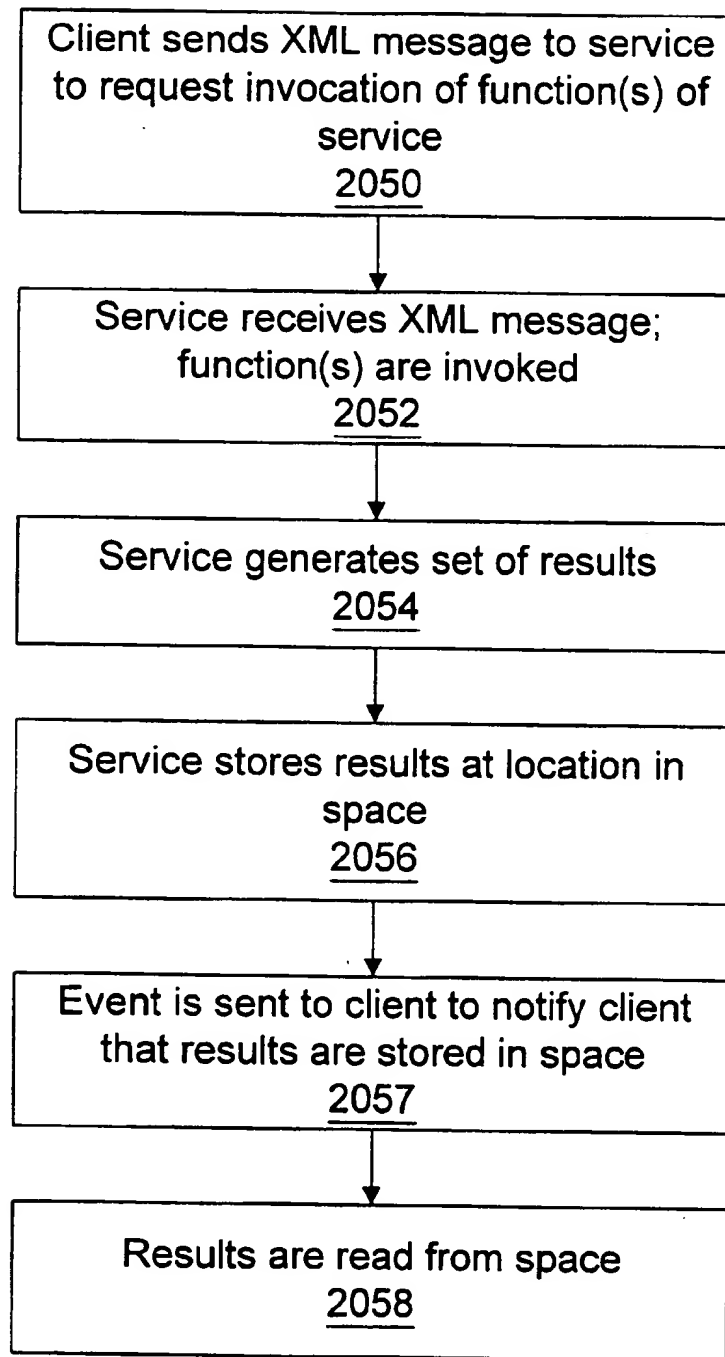 Client sends XML message to service
to request invocation of function(s) of
service
2050
Service receives XML message;
function(s) are invoked
2052
Service generates set of results
2054
Service stores results at location in
space
2056
Event is sent to client to notify client
that results are stored in space
2057
Results are read from space
2058